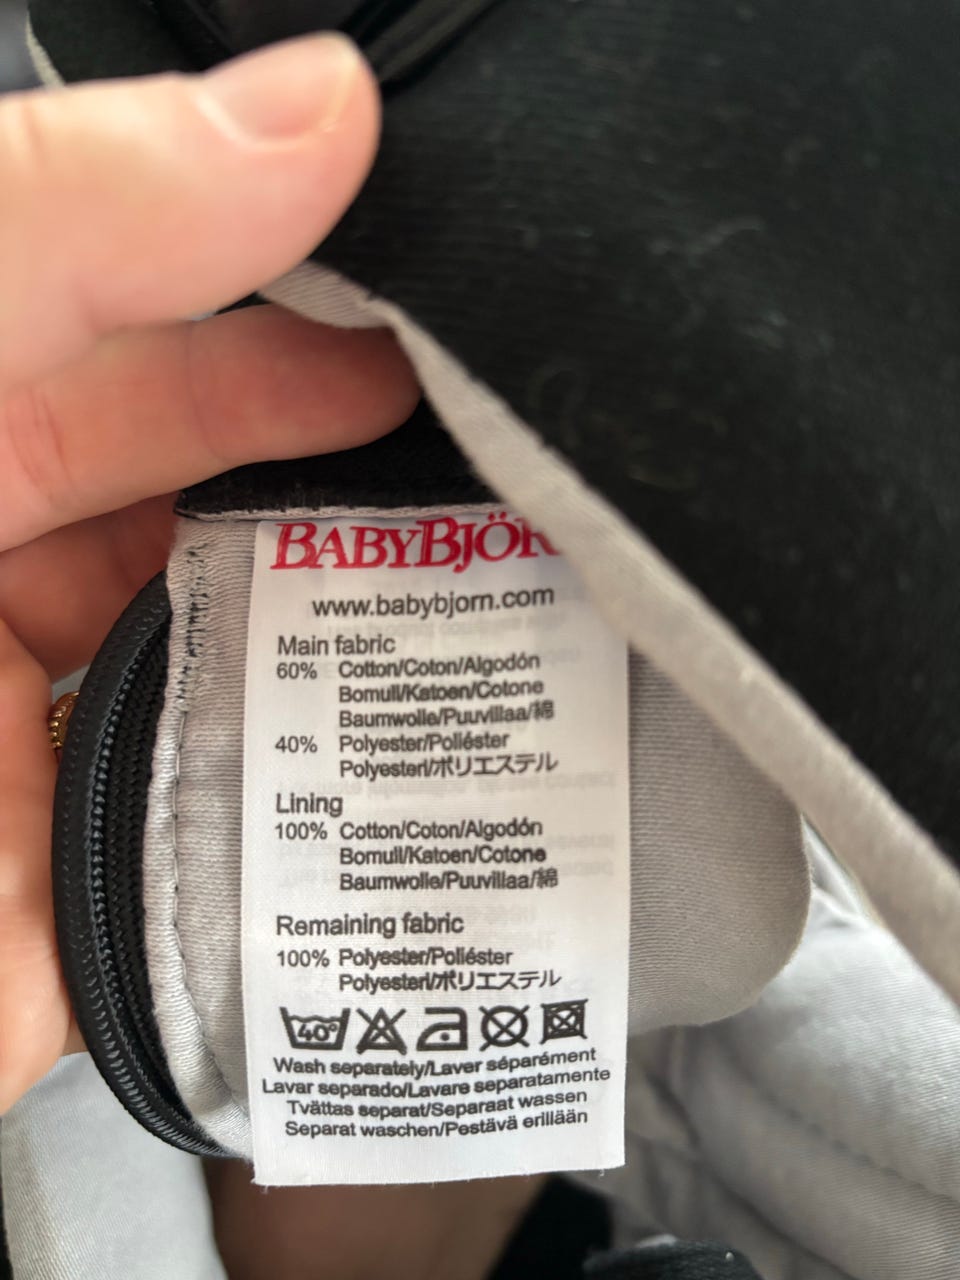 BABYBJÖR
www.babybjorn.com
Main fabric
60% Cotton/Coton/Algodón
Bomull/Katoen/Cotone
Baumwolle/Puuvillaa/綿
40% Polyester/Poliéster
Polyesteri/ポリエステル
Lining
100% Cotton/Coton/Algodón
Bomull/Katoen/Cotone
Baumwolle/Puuvillaa/綿
Remaining fabric
100% Polyester/Poliéster
Polyesteri/ポリエステル
40°
Wash separately/Laver séparément
Lavar separado/Lavare separatamente
Tvättas separat/Separaat wassen
Separat waschen/Pestävä erillään